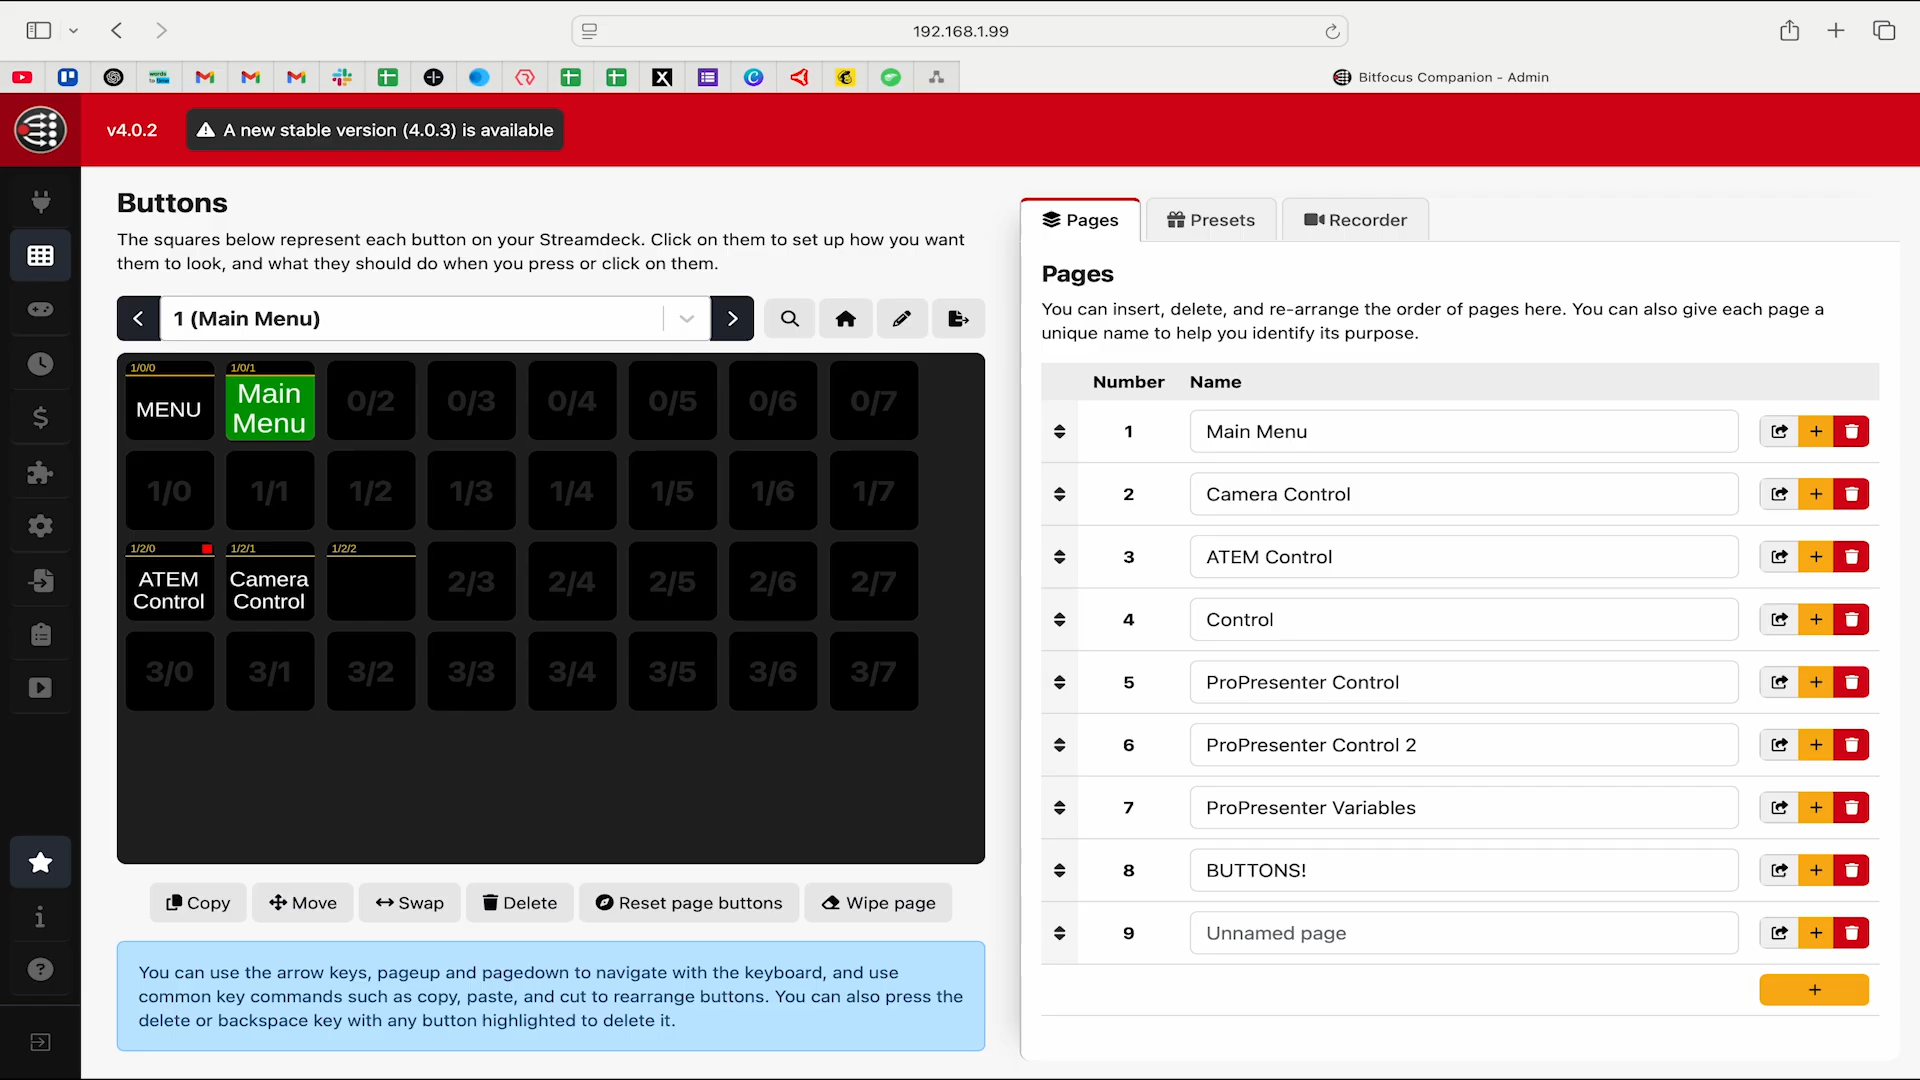 192.168.1.99
words to time
Bitfocus Companion - Admin
v4.0.2
A new stable version (4.0.3) is available
Buttons
The squares below represent each button on your Streamdeck. Click on them to set up how you want
them to look, and what they should do when you press or click on them.
1 (Main Menu)
1/0/0
MENU
1/0/1
Main
Menu
0/2
0/3
0/4
0/5
0/6
0/7
1/0
1/1
1/2
1/3
1/4
1/5
1/6
1/7
1/2/0
ATEM
Control
1/2/1
Camera
Control
1/2/2
2/3
2/4
2/5
2/6
2/7
3/0
3/1
3/2
3/3
3/4
3/5
3/6
3/7
Copy
Move
Swap
Delete
Reset page buttons
Wipe page
You can use the arrow keys, pageup and pagedown to navigate with the keyboard, and use
common key commands such as copy, paste, and cut to rearrange buttons. You can also press the
delete or backspace key with any button highlighted to delete it.
Pages
Presets
Recorder
Pages
You can insert, delete, and re-arrange the order of pages here. You can also give each page a
unique name to help you identify its purpose.
Number Name
1 Main Menu
2 Camera Control
3 ATEM Control
4 Control
5 ProPresenter Control
6 ProPresenter Control 2
7 ProPresenter Variables
8 BUTTONS!
9 Unnamed page